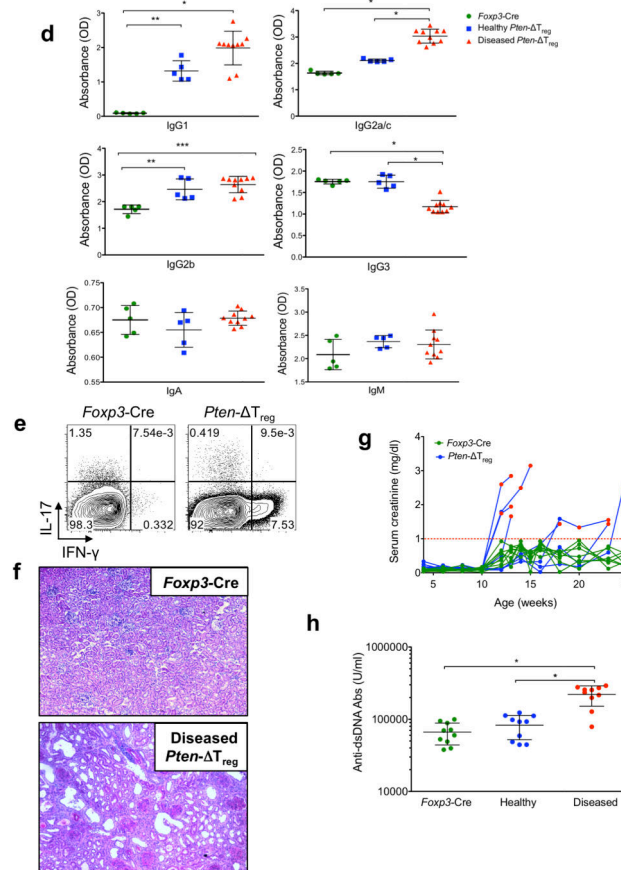 d
Foxp3-Cre
Healthy Pten-ΔTreg
Diseased Pten-ΔTreg
Absorbance (OD)
3
2
1
0
*
**
IgG1
Absorbance (OD)
4
3
2
1
0
*
*
IgG2a/c
Absorbance (OD)
4
3
2
1
0
***
**
IgG2b
Absorbance (OD)
2.5
2.0
1.5
1.0
0.5
0.0
*
*
IgG3
Absorbance (OD)
0.75
0.70
0.65
0.60
0.55
IgA
Absorbance (OD)
3.5
3.0
2.5
2.0
1.5
IgM
e
Foxp3-Cre
Pten-ΔTreg
1.35
7.54e-3
98.3
0.332
0.419
9.5e-3
92
7.53
IL-17
IFN-γ
f
Foxp3-Cre
Diseased
Pten-ΔTreg
g
Foxp3-Cre
Pten-ΔTreg
Serum creatinine (mg/dl)
4
3
2
1
0
5
10
15
20
Age (weeks)
h
Anti-dsDNA Abs (U/ml)
1000000
100000
10000
*
*
Foxp3-Cre
Healthy
Diseased